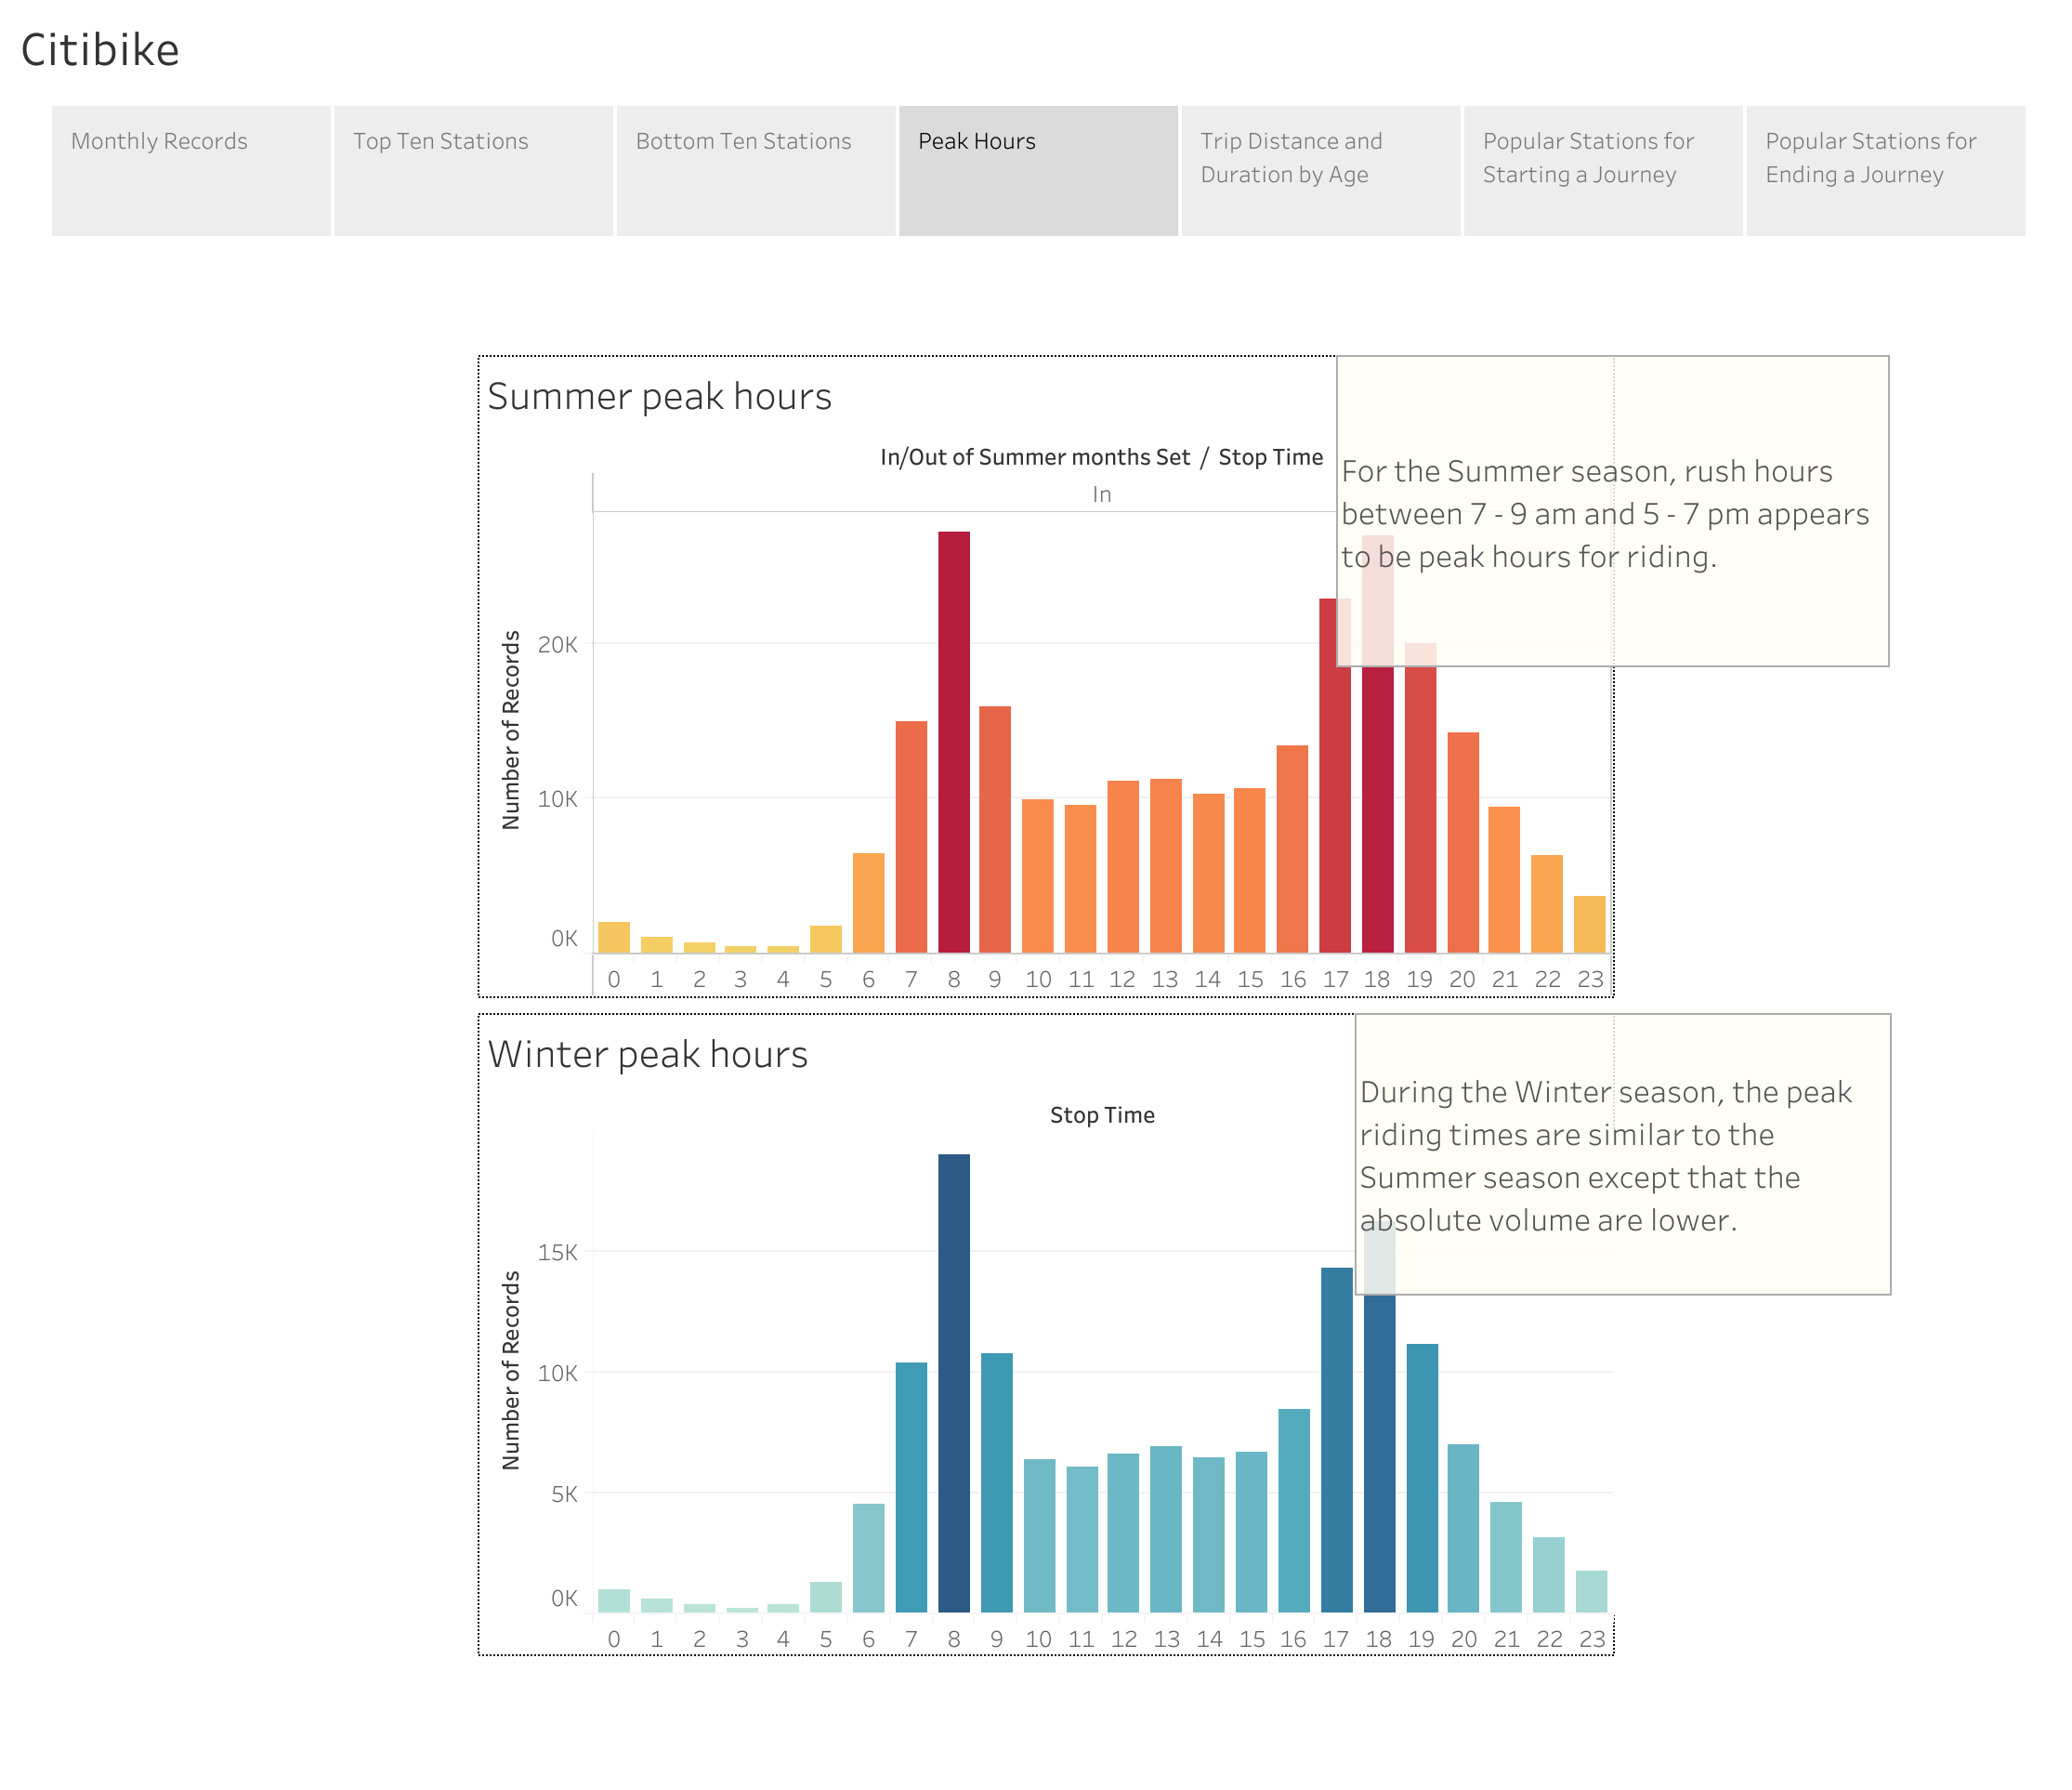 Citibike
Monthly Records
Top Ten Stations
Bottom Ten Stations
Peak Hours
Trip Distance and
Duration by Age
Popular Stations for
Starting a Journey
Popular Stations for
Ending a Journey
Summer peak hours
In/Out of Summer months Set / Stop Time
In
For the Summer season, rush hours
between 7 - 9 am and 5 - 7 pm appears
to be peak hours for riding.
Number of Records
20K
10K
0K
0 1 2 3 4 5 6 7 8 9 10 11 12 13 14 15 16 17 18 19 20 21 22 23
Winter peak hours
Stop Time
During the Winter season, the peak
riding times are similar to the
Summer season except that the
absolute volume are lower.
Number of Records
15K
10K
5K
0K
0 1 2 3 4 5 6 7 8 9 10 11 12 13 14 15 16 17 18 19 20 21 22 23